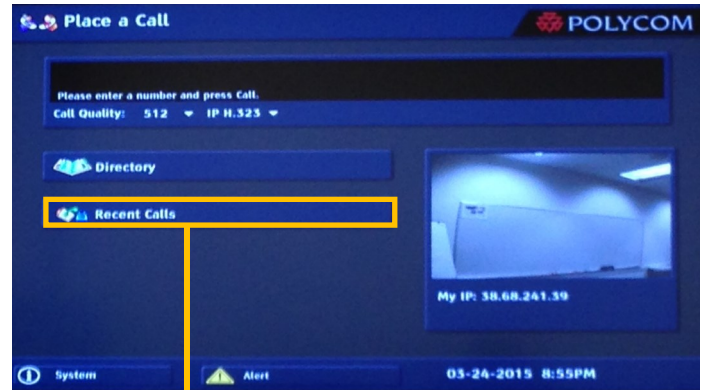 Place a Call
POLYCOM
Please enter a number and press Call.
Call Quality: 512 IP H.323
Directory
Recent Calls
My IP: 38.68.241.39
System
Alert
03-24-2015 8:55PM